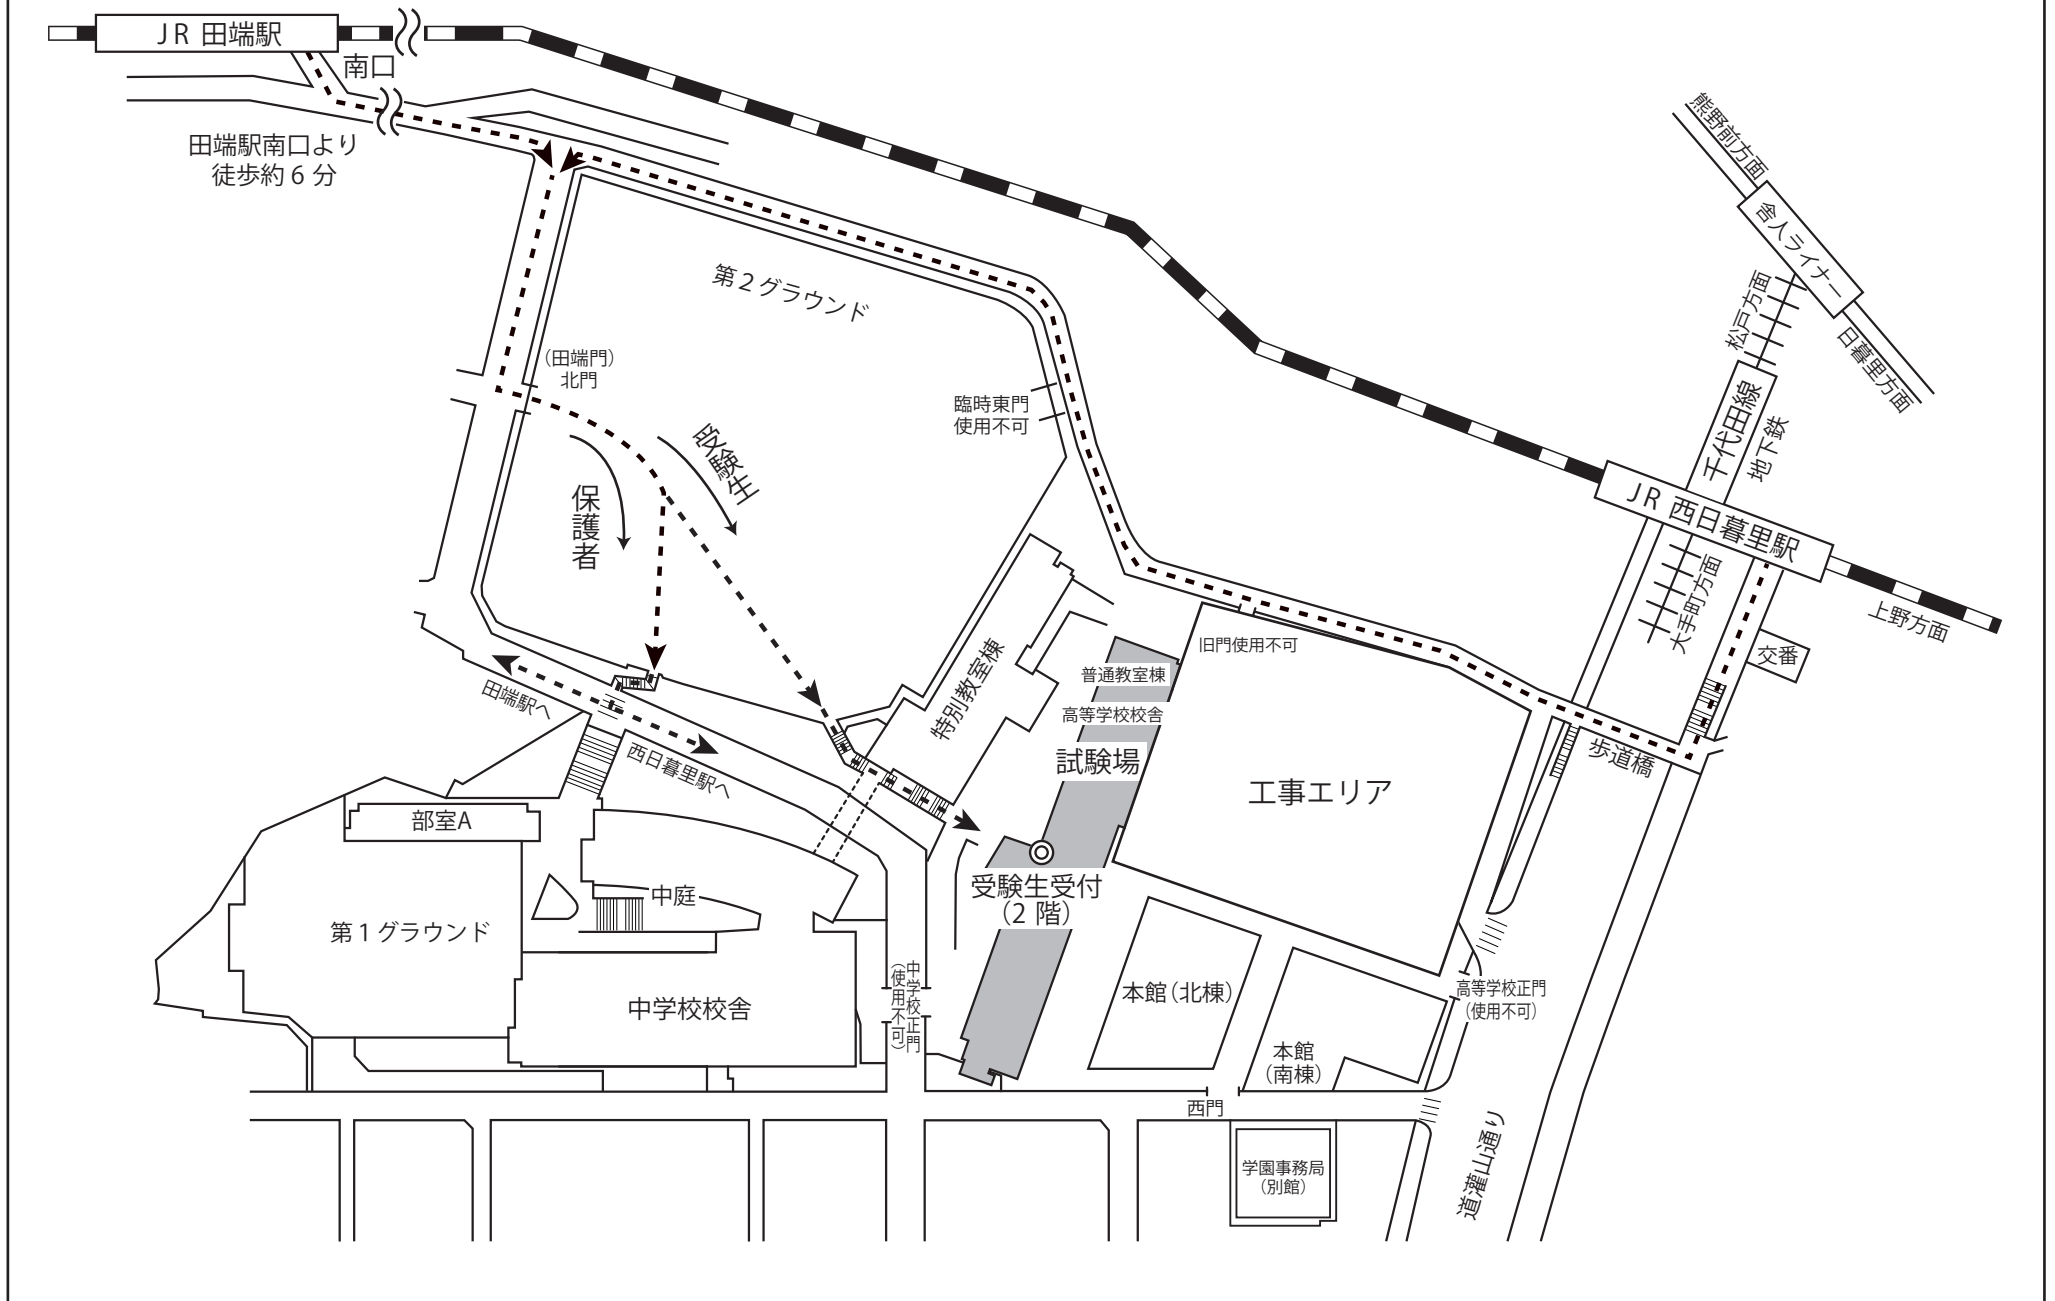 JR 田端駅
南口
田端駅南口より
徒歩約 6 分
熊野前方面
舎人ライナー
日暮里方面
松戸方面
千代田線
地下鉄
第 2 グラウンド
（田端門）
北門
臨時東門
使用不可
受験生
保護者
JR 西日暮里駅
大手町方面
上野方面
交番
旧門使用不可
特別教室棟
普通教室棟
高等学校校舎
試験場
田端駅へ
西日暮里駅へ
歩道橋
工事エリア
部室A
中庭
受験生受付
（2 階）
第 1 グラウンド
中学校校舎
中学校正門
（使用不可）
本館（北棟）
高等学校正門
（使用不可）
本館
（南棟）
西門
学園事務局
（別館）
道灌山通り